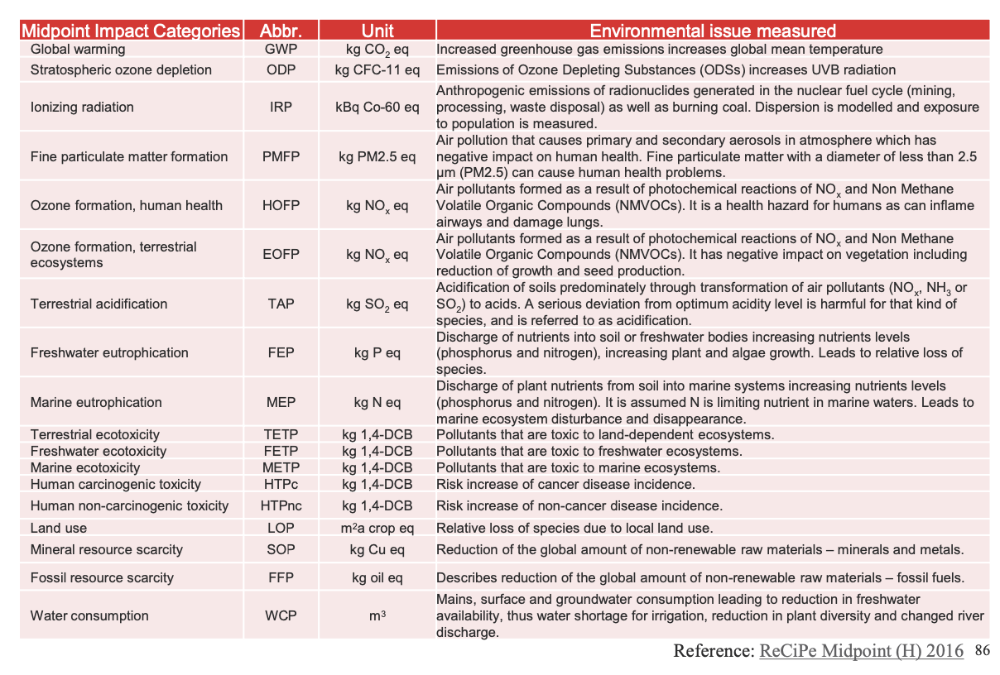 Midpoint Impact Categories Abbr. Unit Environmental issue measured
Global warming GWP kg CO₂ eq Increased greenhouse gas emissions increases global mean temperature
Stratospheric ozone depletion ODP kg CFC-11 eq Emissions of Ozone Depleting Substances (ODSs) increases UVB radiation
Ionizing radiation IRP kBq Co-60 eq Anthropogenic emissions of radionuclides generated in the nuclear fuel cycle (mining,
processing, waste disposal) as well as burning coal. Dispersion is modelled and exposure
to population is measured.
Fine particulate matter formation PMFP kg PM2.5 eq Air pollution that causes primary and secondary aerosols in atmosphere which has
negative impact on human health. Fine particulate matter with a diameter of less than 2.5
μm (PM2.5) can cause human health problems.
Ozone formation, human health HOFP kg NOₓ eq Air pollutants formed as a result of photochemical reactions of NOₓ and Non Methane
Volatile Organic Compounds (NMVOCs). It is a health hazard for humans as can inflame
airways and damage lungs.
Ozone formation, terrestrial
ecosystems EOFP kg NOₓ eq Air pollutants formed as a result of photochemical reactions of NOₓ and Non Methane
Volatile Organic Compounds (NMVOCs). It has negative impact on vegetation including
reduction of growth and seed production.
Terrestrial acidification TAP kg SO₂ eq Acidification of soils predominately through transformation of air pollutants (NOₓ, NH₃ or
SO₂) to acids. A serious deviation from optimum acidity level is harmful for that kind of
species, and is referred to as acidification.
Freshwater eutrophication FEP kg P eq Discharge of nutrients into soil or freshwater bodies increasing nutrients levels
(phosphorus and nitrogen), increasing plant and algae growth. Leads to relative loss of
species.
Marine eutrophication MEP kg N eq Discharge of plant nutrients from soil into marine systems increasing nutrients levels
(phosphorus and nitrogen). It is assumed N is limiting nutrient in marine waters. Leads to
marine ecosystem disturbance and disappearance.
Terrestrial ecotoxicity TETP kg 1,4-DCB Pollutants that are toxic to land-dependent ecosystems.
Freshwater ecotoxicity FETP kg 1,4-DCB Pollutants that are toxic to freshwater ecosystems.
Marine ecotoxicity METP kg 1,4-DCB Pollutants that are toxic to marine ecosystems.
Human carcinogenic toxicity HTPc kg 1,4-DCB Risk increase of cancer disease incidence.
Human non-carcinogenic toxicity HTPnc kg 1,4-DCB Risk increase of non-cancer disease incidence.
Land use LOP m²a crop eq Relative loss of species due to local land use.
Mineral resource scarcity SOP kg Cu eq Reduction of the global amount of non-renewable raw materials – minerals and metals.
Fossil resource scarcity FFP kg oil eq Describes reduction of the global amount of non-renewable raw materials – fossil fuels.
Water consumption WCP m³ Mains, surface and groundwater consumption leading to reduction in freshwater
availability, thus water shortage for irrigation, reduction in plant diversity and changed river
discharge.
Reference: ReCiPe Midpoint (H) 2016 86